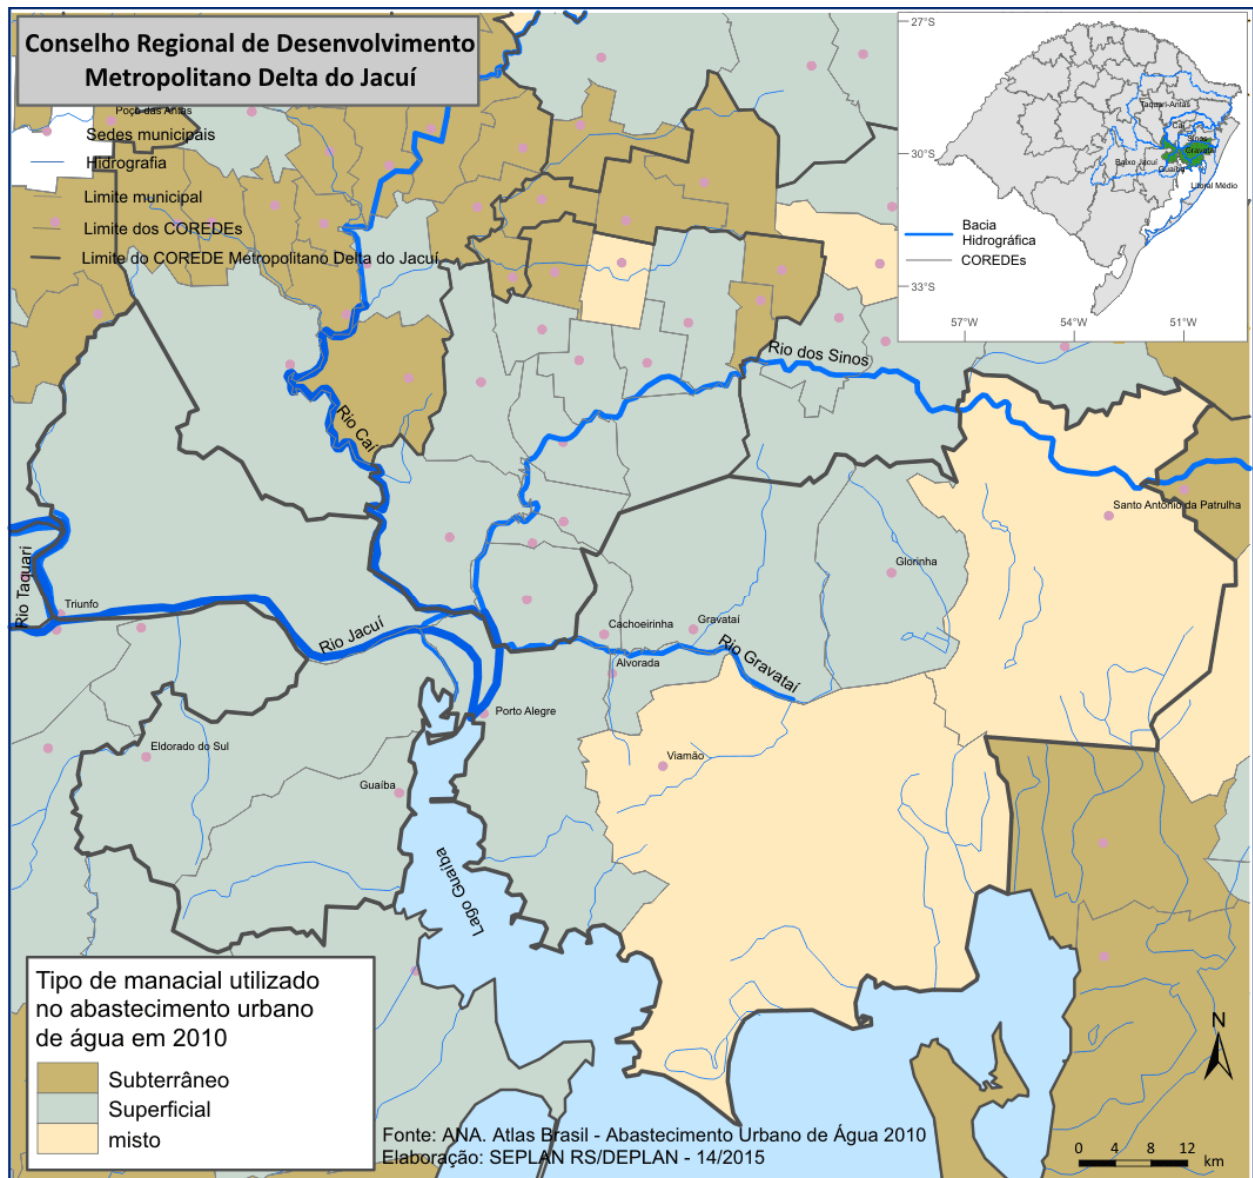 Conselho Regional de Desenvolvimento
Metropolitano Delta do Jacuí
Poço das Antas
Sedes municipais
Hidrografia
Limite municipal
Limite dos COREDEs
Limite do COREDE Metropolitano Delta do Jacuí
27°S
30°S
33°S
57°W
54°W
51°W
Taquari-Antas
Caí
Sinos
Gravataí
Baixo Jacuí
Guaíba
Litoral Médio
Bacia
Hidrográfica
COREDEs
Rio dos Sinos
Rio Caí
Santo Antônio da Patrulha
Glorinha
Rio Taquari
Triunfo
Rio Jacuí
Cachoeirinha
Gravataí
Alvorada
Rio Gravataí
Porto Alegre
Eldorado do Sul
Viamão
Guaíba
Lago Guaíba
Tipo de manacial utilizado
no abastecimento urbano
de água em 2010
Subterrâneo
Superficial
misto
Fonte: ANA. Atlas Brasil - Abastecimento Urbano de Água 2010
Elaboração: SEPLAN RS/DEPLAN - 14/2015
N
0 4 8 12
km